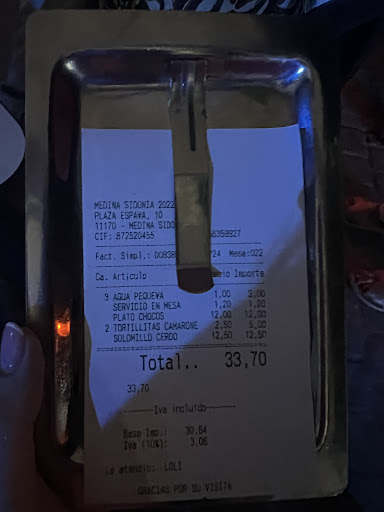 MEDINA SIDONIA 2022
PLAZA ESPAÑA, 10
11170 - MEDINA SIDO
CIF: B72520455
Fact. Simpl.: Mesa:022
Ca. Artículo Importe
3 AGUA PEQUEÑA 1,00 3,00
SERVICIO EN MESA 1,20 1,20
PLATO CHOCOS 12,00 12,00
2 TORTILLITAS CAMARONE 2,50 5,00
SOLOMILLO CERDO 12,50 12,50
Total.. 33,70
33,70
Iva incluido
Base Imp.: 30,64
Iva (10%): 3,06
Le atendió: LOLI
GRACIAS POR SU VISITA